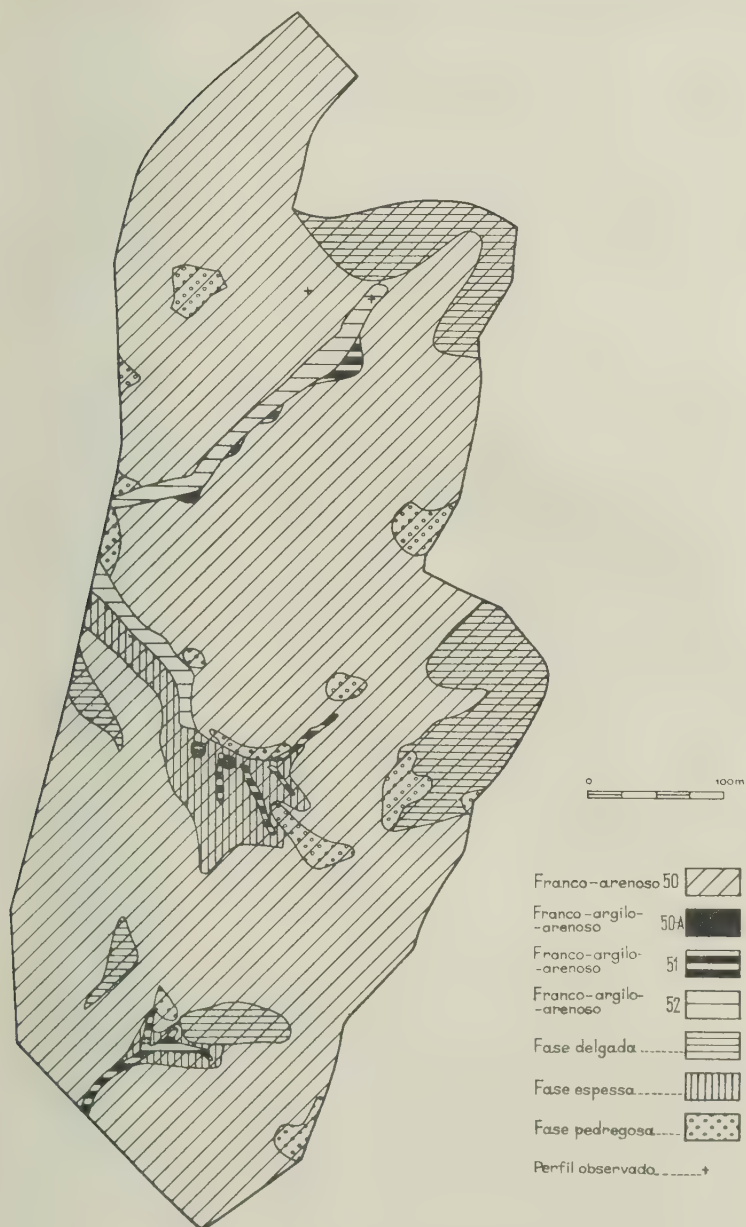 0 100m
Franco-arenoso 50
Franco-argilo-
-arenoso 50-A
Franco-argilo-
-arenoso 51
Franco-argilo-
-arenoso 52
Fase delgada
Fase espessa
Fase pedregosa
Perfil observado +